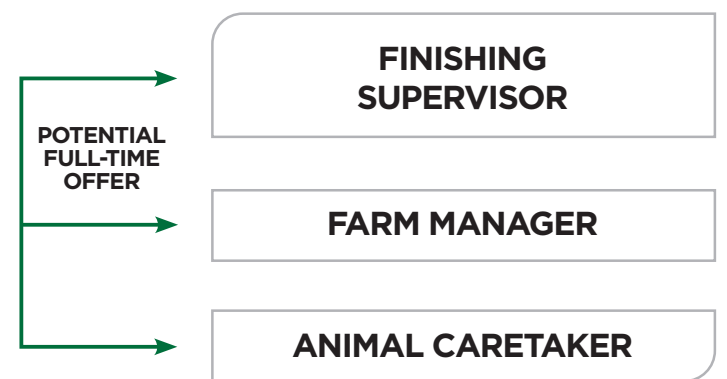 FINISHING
SUPERVISOR
POTENTIAL
FULL-TIME
OFFER
FARM MANAGER
ANIMAL CARETAKER